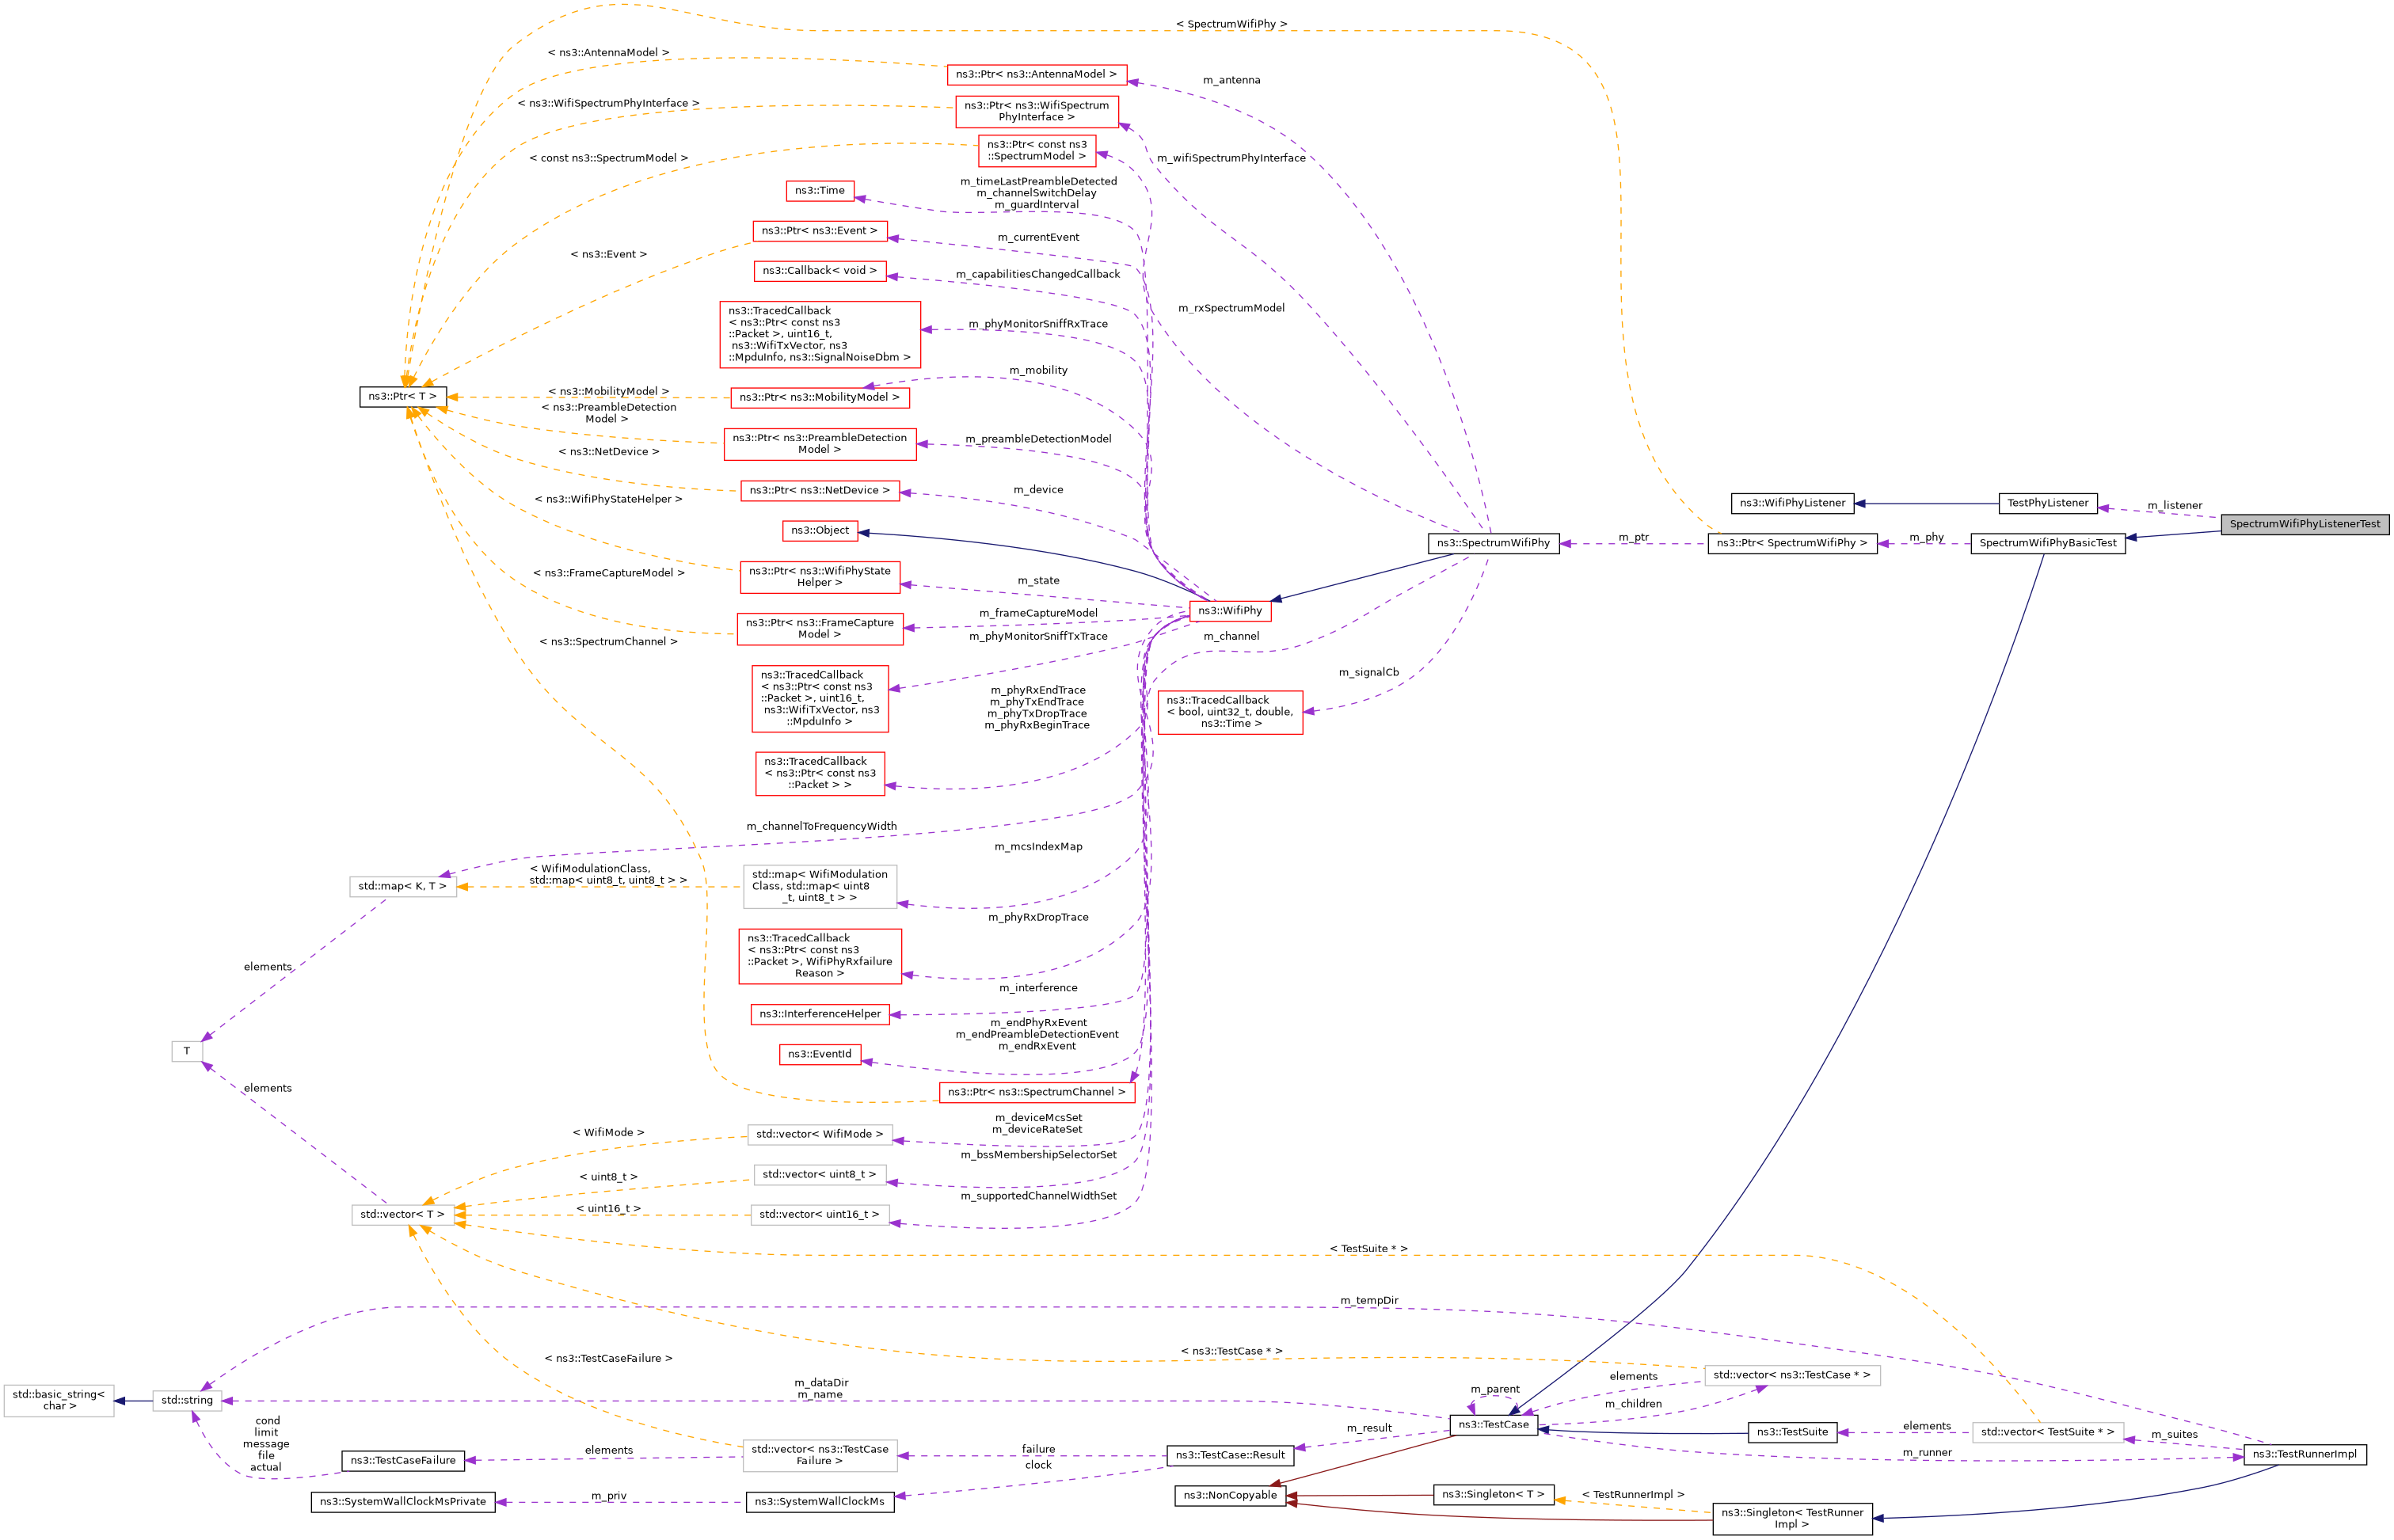 < SpectrumWifiPhy >
< ns3::AntennaModel >
ns3::Ptr< ns3::AntennaModel >
m_antenna
< ns3::WifiSpectrumPhyInterface >
ns3::Ptr< ns3::WifiSpectrum
PhyInterface >
m_wifiSpectrumPhyInterface
< const ns3::SpectrumModel >
ns3::Ptr< const ns3
::SpectrumModel >
m_timeLastPreambleDetected
m_channelSwitchDelay
m_guardInterval
ns3::Time
ns3::Ptr< ns3::Event >
m_currentEvent
< ns3::Event >
ns3::Callback< void >
m_capabilitiesChangedCallback
m_rxSpectrumModel
ns3::TracedCallback
< ns3::Ptr< const ns3
::Packet >, uint16_t,
ns3::WifiTxVector, ns3
::MpduInfo, ns3::SignalNoiseDbm >
m_phyMonitorSniffRxTrace
m_mobility
ns3::Ptr< T >
< ns3::MobilityModel >
ns3::Ptr< ns3::MobilityModel >
< ns3::PreambleDetection
Model >
ns3::Ptr< ns3::PreambleDetection
Model >
m_preambleDetectionModel
< ns3::NetDevice >
ns3::Ptr< ns3::NetDevice >
m_device
< ns3::WifiPhyStateHelper >
ns3::WifiPhyListener
TestPhyListener
m_listener
SpectrumWifiPhyListenerTest
ns3::Object
ns3::SpectrumWifiPhy
m_ptr
ns3::Ptr< SpectrumWifiPhy >
m_phy
SpectrumWifiPhyBasicTest
< ns3::FrameCaptureModel >
ns3::Ptr< ns3::WifiPhyState
Helper >
m_state
ns3::WifiPhy
m_frameCaptureModel
ns3::Ptr< ns3::FrameCapture
Model >
< ns3::SpectrumChannel >
m_phyMonitorSniffTxTrace
m_channel
m_signalCb
ns3::TracedCallback
< ns3::Ptr< const ns3
::Packet >, uint16_t,
ns3::WifiTxVector, ns3
::MpduInfo >
m_phyRxEndTrace
m_phyTxEndTrace
m_phyTxDropTrace
m_phyRxBeginTrace
ns3::TracedCallback
< bool, uint32_t, double,
ns3::Time >
ns3::TracedCallback
< ns3::Ptr< const ns3
::Packet > >
m_channelToFrequencyWidth
m_mcsIndexMap
std::map< K, T >
< WifiModulationClass,
std::map< uint8_t, uint8_t > >
std::map< WifiModulation
Class, std::map< uint8
_t, uint8_t > >
m_phyRxDropTrace
ns3::TracedCallback
< ns3::Ptr< const ns3
::Packet >, WifiPhyRxfailure
Reason >
elements
m_interference
ns3::InterferenceHelper
m_endPhyRxEvent
m_endPreambleDetectionEvent
m_endRxEvent
T
ns3::EventId
elements
ns3::Ptr< ns3::SpectrumChannel >
m_deviceMcsSet
m_deviceRateSet
< WifiMode >
std::vector< WifiMode >
m_bssMembershipSelectorSet
< uint8_t >
std::vector< uint8_t >
m_supportedChannelWidthSet
std::vector< T >
< uint16_t >
std::vector< uint16_t >
< TestSuite * >
m_tempDir
< ns3::TestCaseFailure >
< ns3::TestCase * >
std::vector< ns3::TestCase * >
elements
m_children
m_parent
m_dataDir
m_name
std::basic_string<
char >
std::string
cond
limit
message
file
actual
ns3::TestCase
m_result
ns3::TestSuite
elements
std::vector< TestSuite * >
m_suites
m_runner
ns3::TestRunnerImpl
ns3::TestCaseFailure
elements
std::vector< ns3::TestCase
Failure >
failure
clock
ns3::TestCase::Result
ns3::SystemWallClockMsPrivate
m_priv
ns3::SystemWallClockMs
ns3::NonCopyable
ns3::Singleton< T >
< TestRunnerImpl >
ns3::Singleton< TestRunner
Impl >